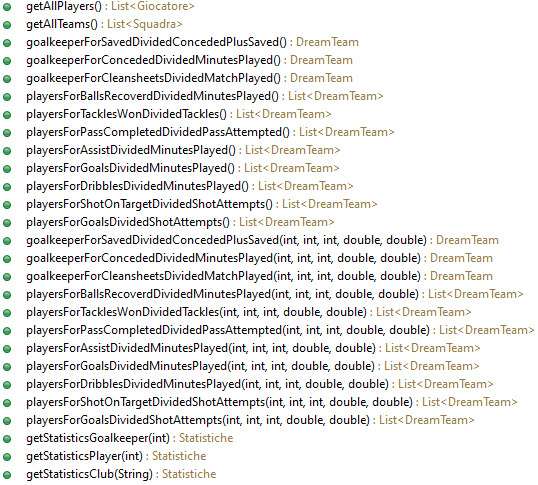 getAllPlayers() : List<Giocatore>
getAllTeams() : List<Squadra>
goalkeeperForSavedDividedConcededPlusSaved() : DreamTeam
goalkeeperForConcededDividedMinutesPlayed() : DreamTeam
goalkeeperForCleansheetsDividedMatchPlayed() : DreamTeam
playersForBallsRecoverdDividedMinutesPlayed() : List<DreamTeam>
playersForTacklesWonDividedTackles() : List<DreamTeam>
playersForPassCompletedDividedPassAttempted() : List<DreamTeam>
playersForAssistDividedMinutesPlayed() : List<DreamTeam>
playersForGoalsDividedMinutesPlayed() : List<DreamTeam>
playersForDribblesDividedMinutesPlayed() : List<DreamTeam>
playersForShotOnTargetDividedShotAttempts() : List<DreamTeam>
playersForGoalsDividedShotAttempts() : List<DreamTeam>
goalkeeperForSavedDividedConcededPlusSaved(int, int, int, double, double) : DreamTeam
goalkeeperForConcededDividedMinutesPlayed(int, int, int, double, double) : DreamTeam
goalkeeperForCleansheetsDividedMatchPlayed(int, int, int, double, double) : DreamTeam
playersForBallsRecoverdDividedMinutesPlayed(int, int, int, double, double) : List<DreamTeam>
playersForTacklesWonDividedTackles(int, int, int, double, double) : List<DreamTeam>
playersForPassCompletedDividedPassAttempted(int, int, int, double, double) : List<DreamTeam>
playersForAssistDividedMinutesPlayed(int, int, int, double, double) : List<DreamTeam>
playersForGoalsDividedMinutesPlayed(int, int, int, double, double) : List<DreamTeam>
playersForDribblesDividedMinutesPlayed(int, int, int, double, double) : List<DreamTeam>
playersForShotOnTargetDividedShotAttempts(int, int, int, double, double) : List<DreamTeam>
playersForGoalsDividedShotAttempts(int, int, int, double, double) : List<DreamTeam>
getStatisticsGoalkeeper(int) : Statistiche
getStatisticsPlayer(int) : Statistiche
getStatisticsClub(String) : Statistiche